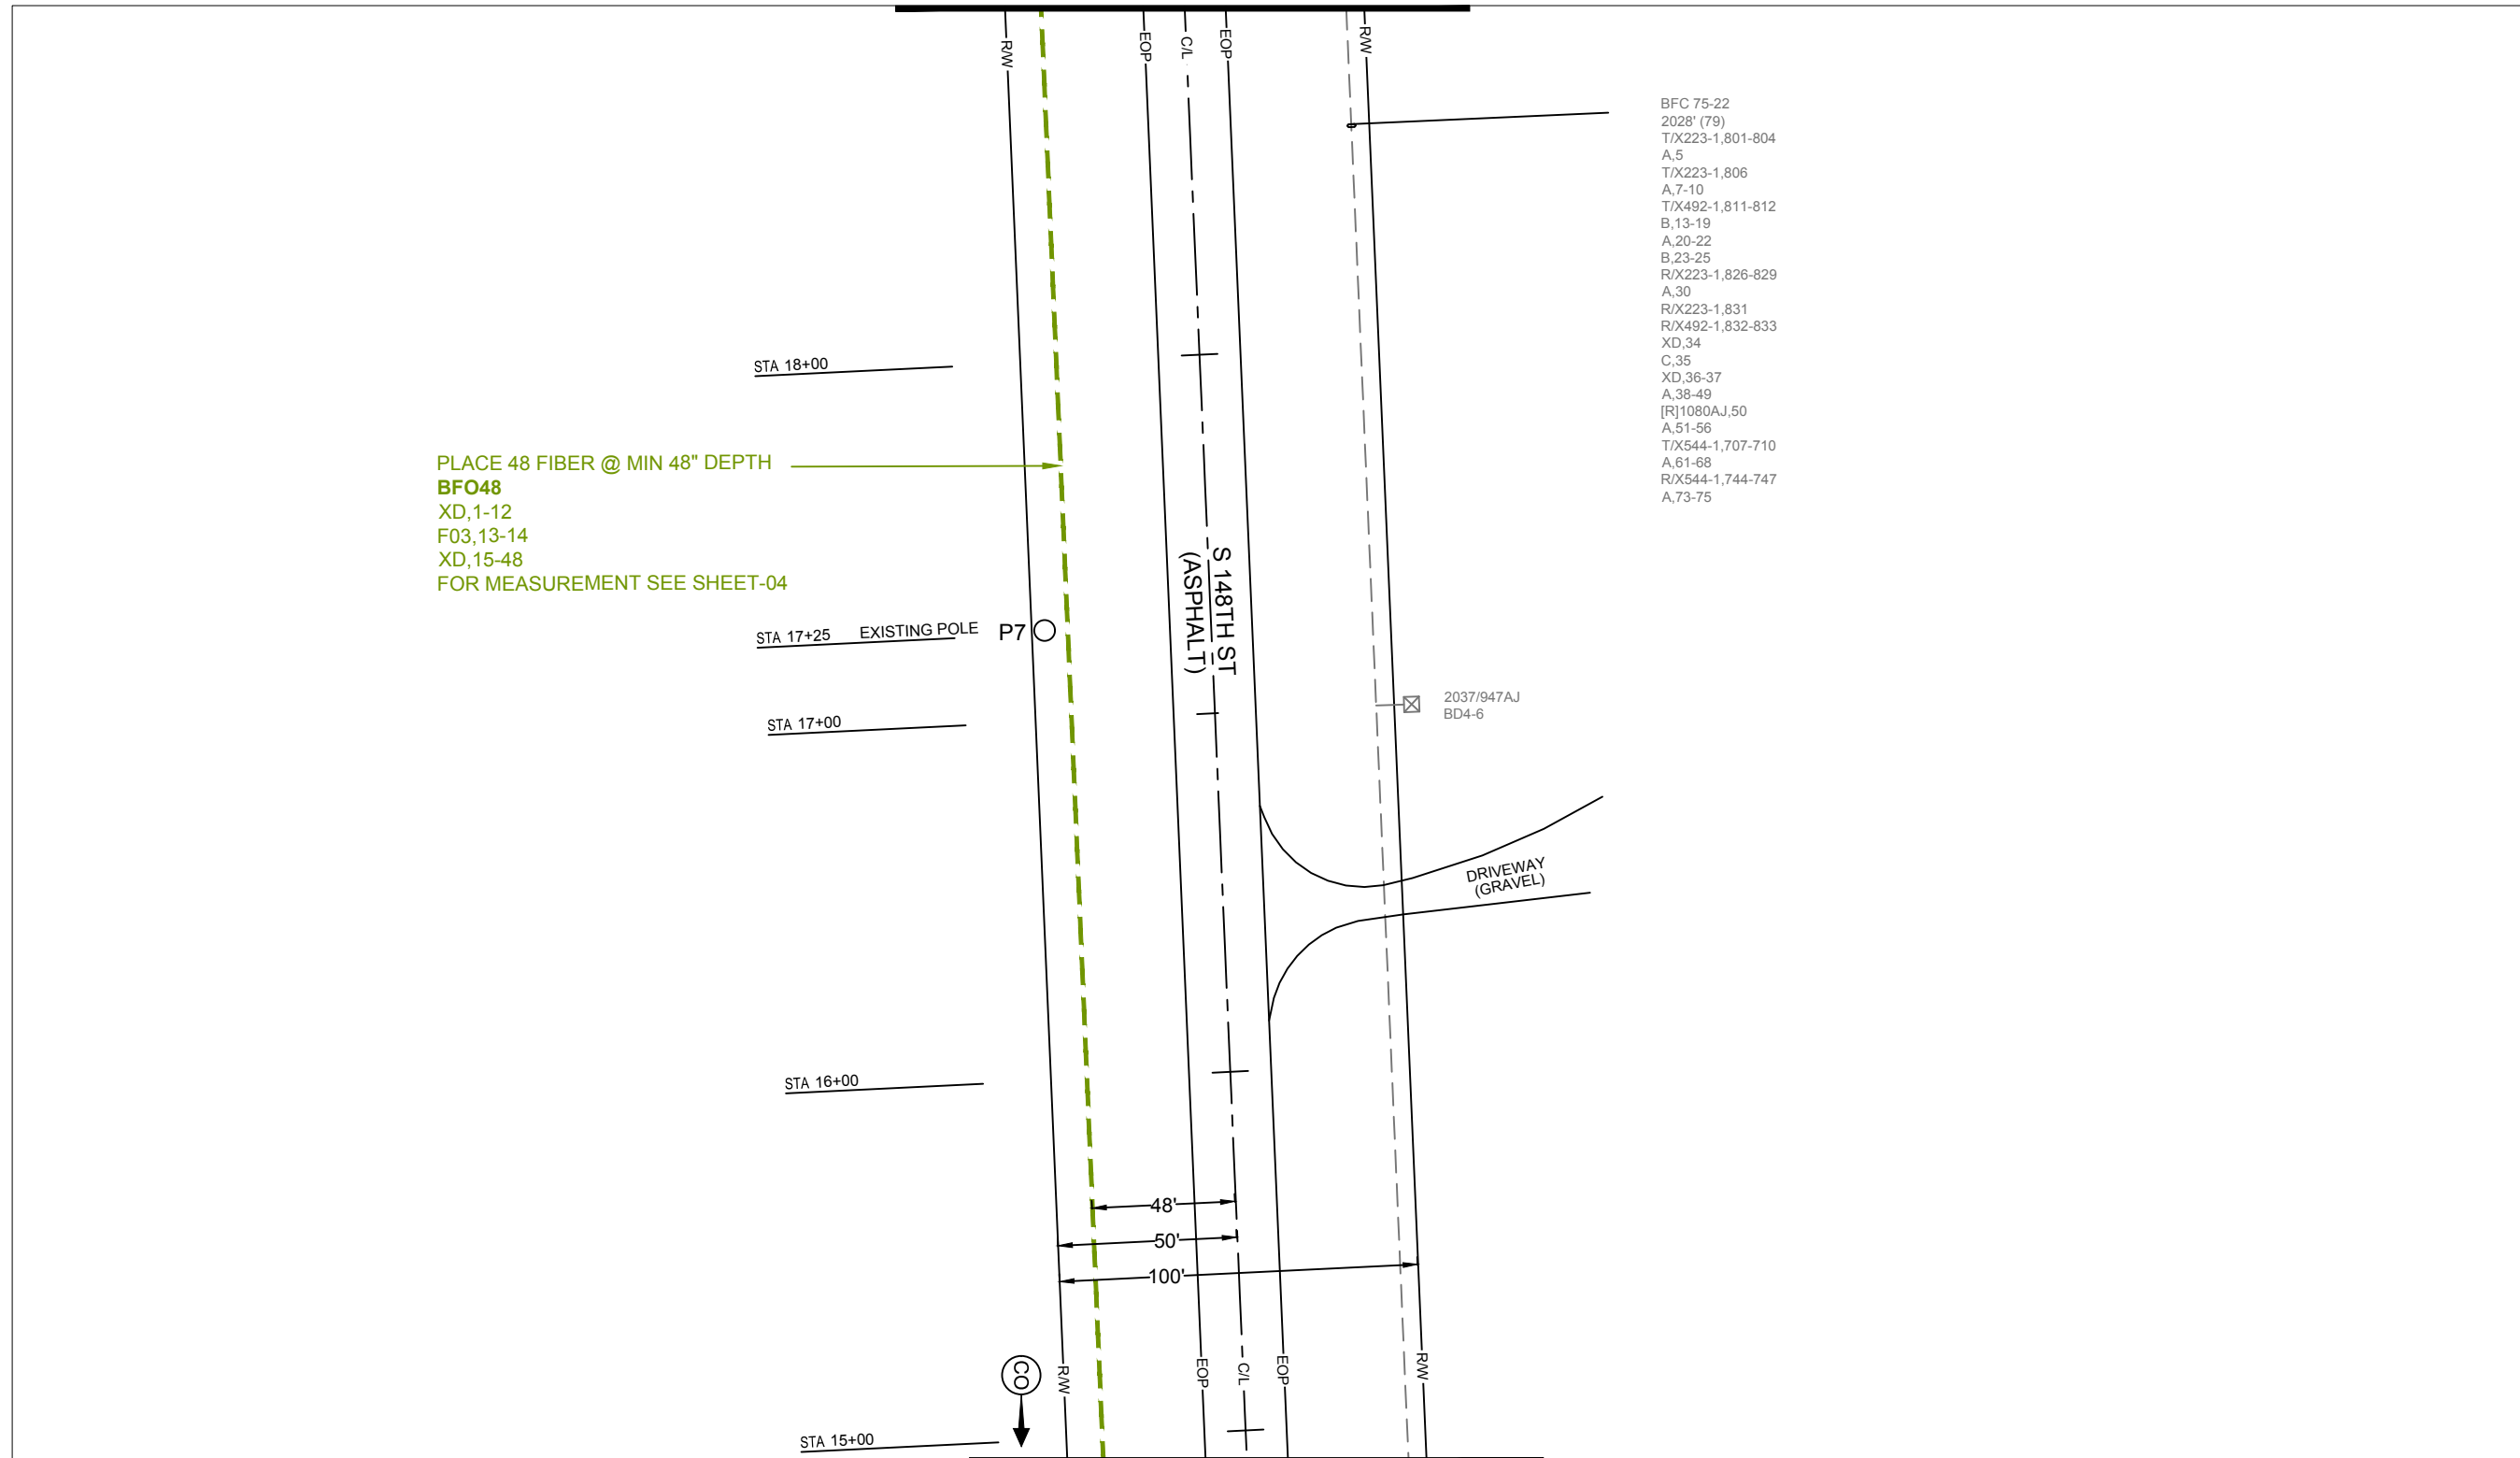 R/W
EOP
C/L
EOP
R/W
BFC 75-22
2028' (79)
T/X223-1,801-804
A,5
T/X223-1,806
A,7-10
T/X492-1,811-812
B,13-19
A,20-22
B,23-25
R/X223-1,826-829
A,30
R/X223-1,831
R/X492-1,832-833
XD,34
C,35
XD,36-37
A,38-49
[R]1080AJ,50
A,51-56
T/X544-1,707-710
A,61-68
R/X544-1,744-747
A,73-75
STA 18+00
PLACE 48 FIBER @ MIN 48" DEPTH
BFO48
XD,1-12
F03,13-14
XD,15-48
FOR MEASUREMENT SEE SHEET-04
S 148TH ST
(ASPHALT)
STA 17+25 EXISTING POLE P7
2037/947AJ
BD4-6
STA 17+00
DRIVEWAY
(GRAVEL)
STA 16+00
48'
50'
100'
CO
R/W
EOP
C/L
EOP
R/W
STA 15+00